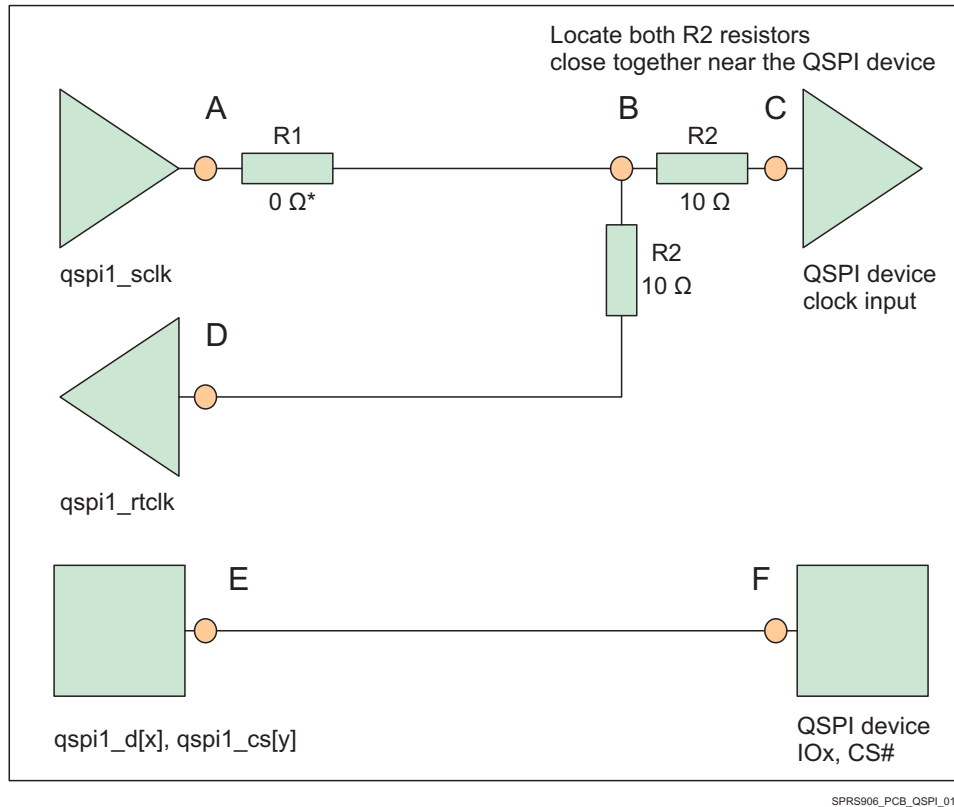 Locate both R2 resistors
close together near the QSPI device
A
B
C
R1
R2
0 Ω*
10 Ω
R2
10 Ω
qspi1_sclk
QSPI device
clock input
D
qspi1_rtclk
E
F
qspi1_d[x], qspi1_cs[y]
QSPI device
IOx, CS#
SPRS906_PCB_QSPI_01